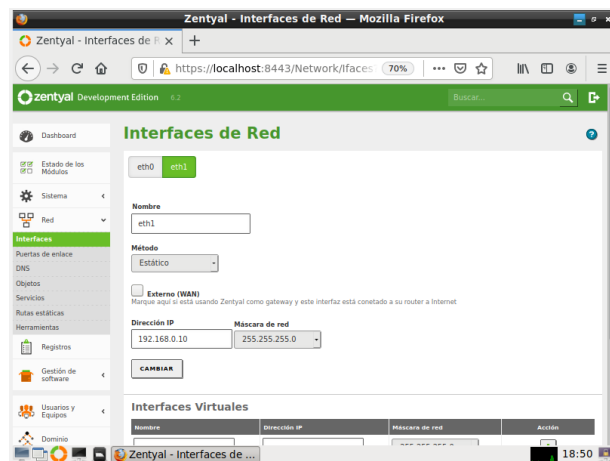 Zentyal - Interfaces de Red — Mozilla Firefox
Zentyal - Interfaces de R
https://localhost:8443/Network/Ifaces
70%
zentyal Development Edition 6.2
Buscar...
Dashboard
Estado de los
Módulos
Sistema
Red
Interfaces
Puertas de enlace
DNS
Objetos
Servicios
Rutas estáticas
Herramientas
Registros
Gestión de
software
Usuarios y
Equipos
Dominio
Interfaces de Red
eth0 eth1
Nombre
eth1
Método
Estático
Externo (WAN)
Marque aquí si está usando Zentyal como gateway y este interfaz está conetado a su router a Internet
Dirección IP Máscara de red
192.168.0.10 255.255.255.0
CAMBIAR
Interfaces Virtuales
Nombre Dirección IP Máscara de red Acción
Zentyal - Interfaces de ...
18:50